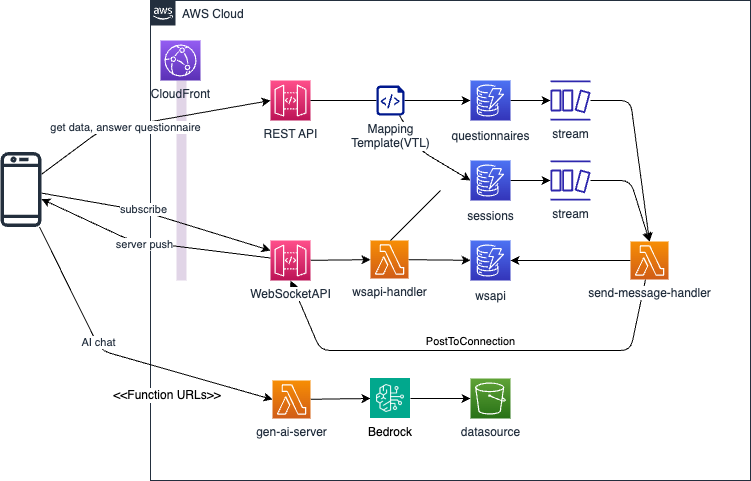 aws
AWS Cloud
CloudFront
get data, answer questionnaire
REST API
Mapping
Template(VTL)
questionnaires
stream
sessions
stream
subscribe
server push
WebSocketAPI
wsapi-handler
wsapi
send-message-handler
PostToConnection
AI chat
<<Function URLs>>
gen-ai-server
Bedrock
datasource